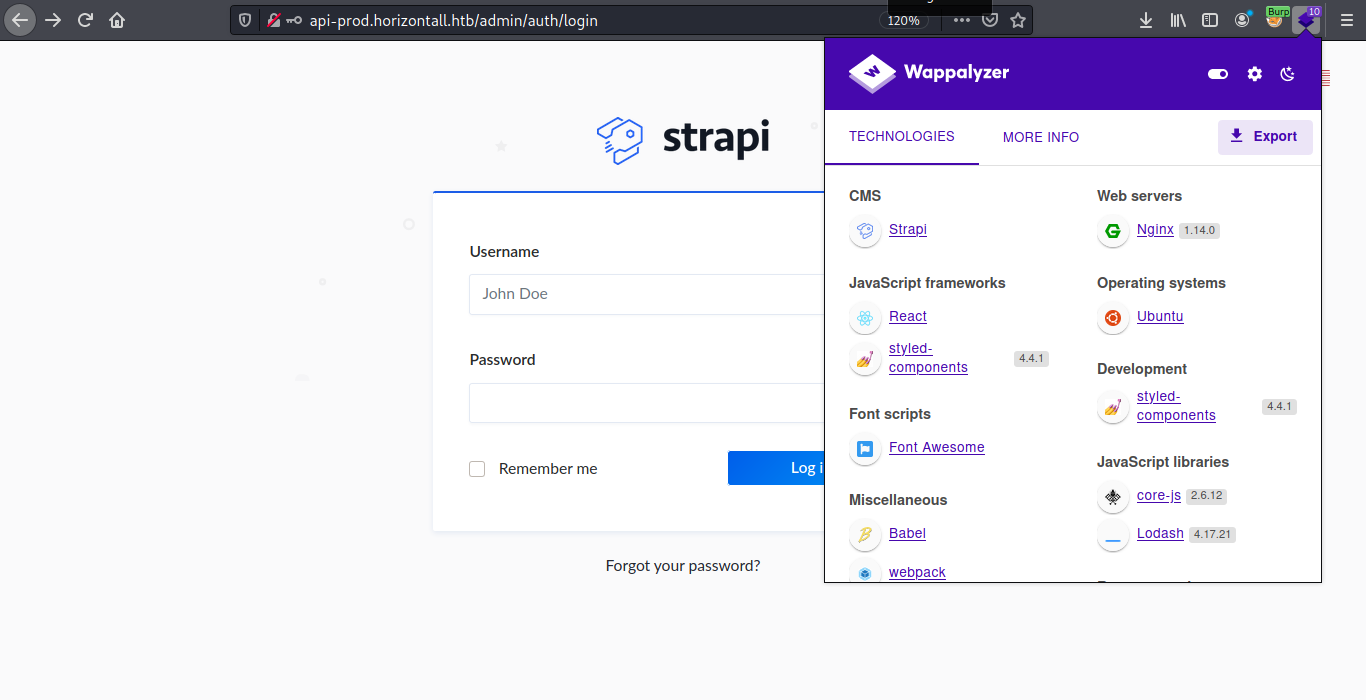 api-prod.horizontall.htb/admin/auth/login
120%
Burp
10
Wappalyzer
TECHNOLOGIES
MORE INFO
Export
strapi
Username
John Doe
Password
Remember me
Log i
Forgot your password?
CMS
Strapi
JavaScript frameworks
React
styled-
components
4.4.1
Font scripts
Font Awesome
Miscellaneous
Babel
webpack
Web servers
Nginx
1.14.0
Operating systems
Ubuntu
Development
styled-
components
4.4.1
JavaScript libraries
core-js
2.6.12
Lodash
4.17.21